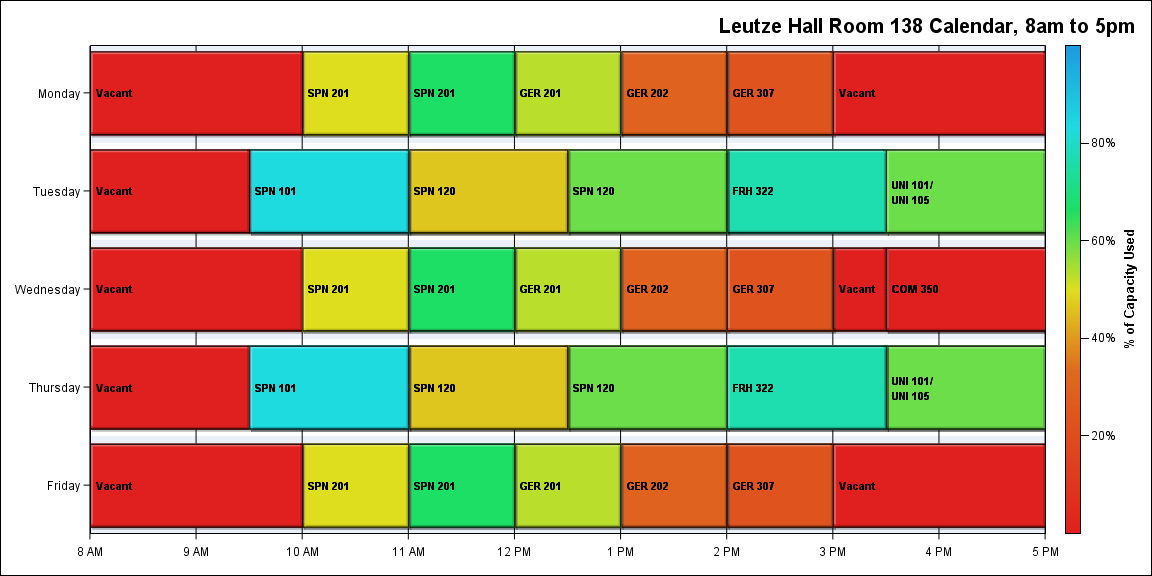 Leutze Hall Room 138 Calendar, 8am to 5pm
Monday
Vacant
SPN 201
SPN 201
GER 201
GER 202
GER 307
Vacant
Tuesday
Vacant
SPN 101
SPN 120
SPN 120
FRH 322
UNI 101/
UNI 105
Wednesday
Vacant
SPN 201
SPN 201
GER 201
GER 202
GER 307
Vacant
COM 350
Thursday
Vacant
SPN 101
SPN 120
SPN 120
FRH 322
UNI 101/
UNI 105
Friday
Vacant
SPN 201
SPN 201
GER 201
GER 202
GER 307
Vacant
8 AM
9 AM
10 AM
11 AM
12 PM
1 PM
2 PM
3 PM
4 PM
5 PM
80%
60%
40%
20%
% of Capacity Used